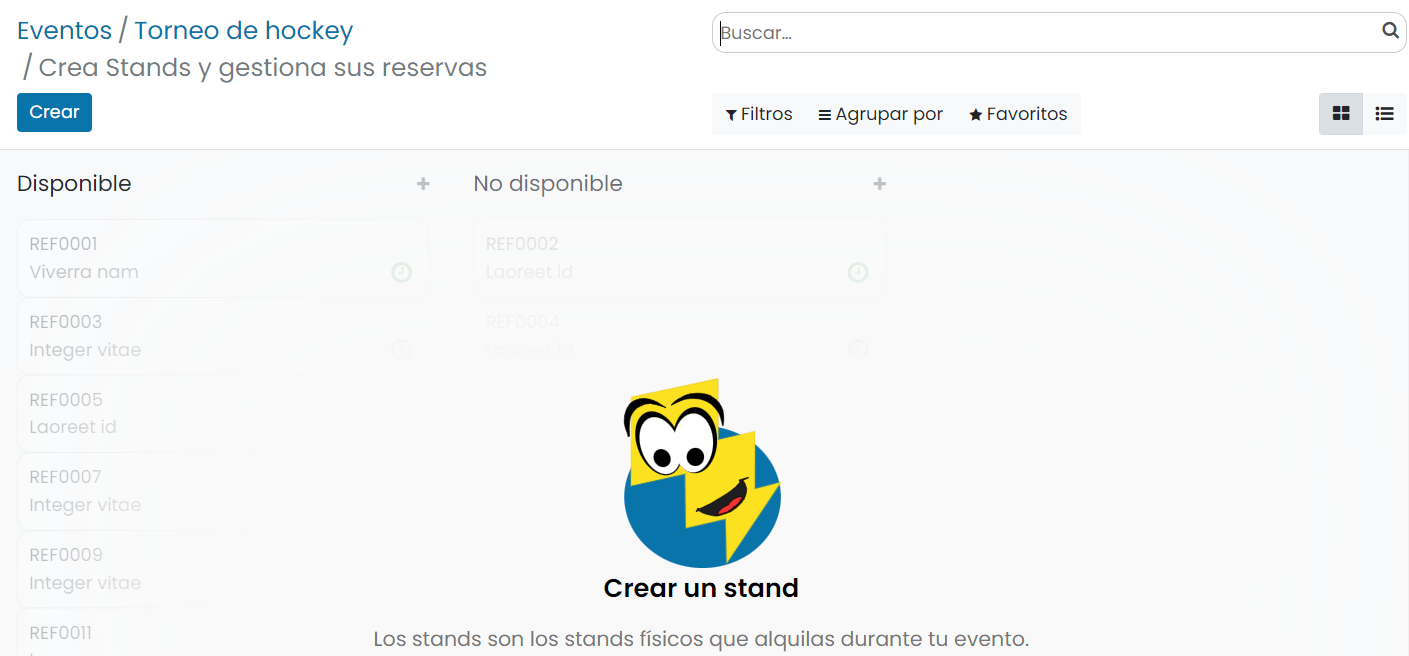 Eventos / Torneo de hockey
/ Crea Stands y gestiona sus reservas
Buscar...
Crear
Filtros Agrupar por Favoritos
Disponible +
No disponible +
REF0001
Viverra nam
REF0002
Laoreet id
REF0003
Integer vitae
REF0004
Laoreet id
REF0005
Laoreet id
REF0007
Integer vitae
REF0009
Integer vitae
REF0011
Crear un stand
Los stands son los stands físicos que alquilas durante tu evento.